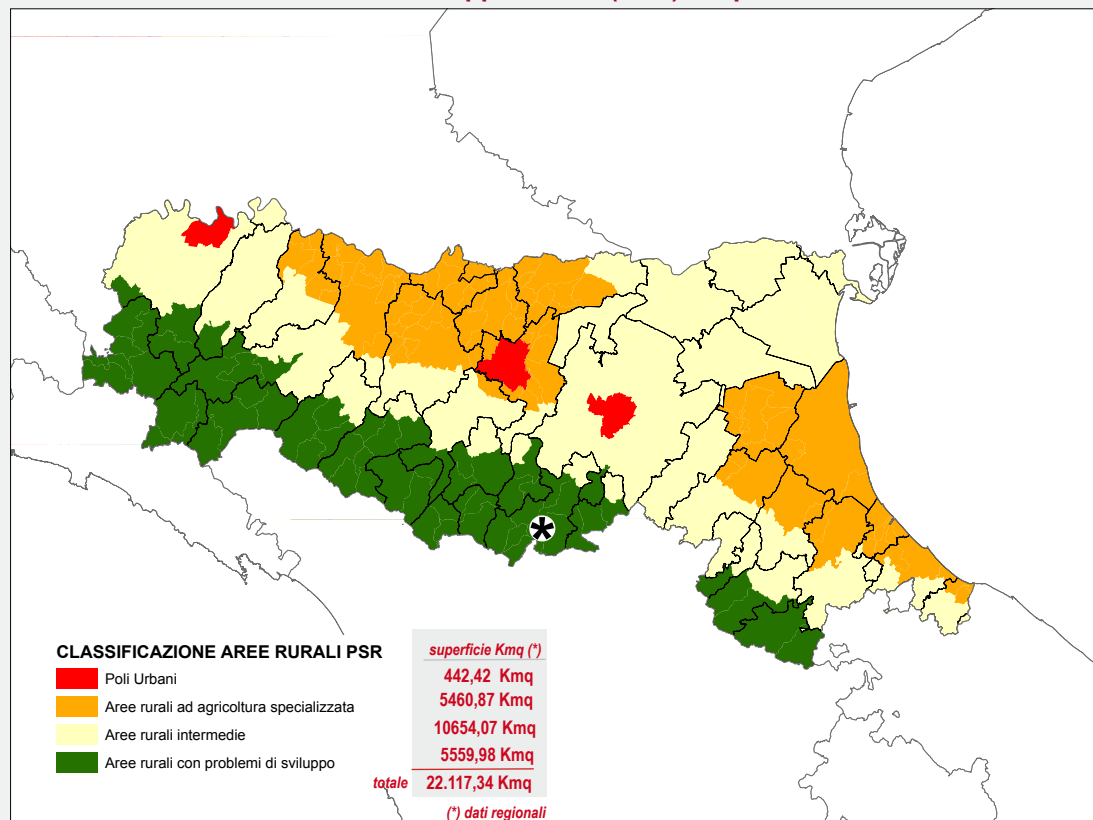 CLASSIFICAZIONE AREE RURALI PSR
superficie Kmq (*)
Poli Urbani
442,42 Kmq
Aree rurali ad agricoltura specializzata
5460,87 Kmq
Aree rurali intermedie
10654,07 Kmq
Aree rurali con problemi di sviluppo
5559,98 Kmq
totale 22.117,34 Kmq
(*) dati regionali